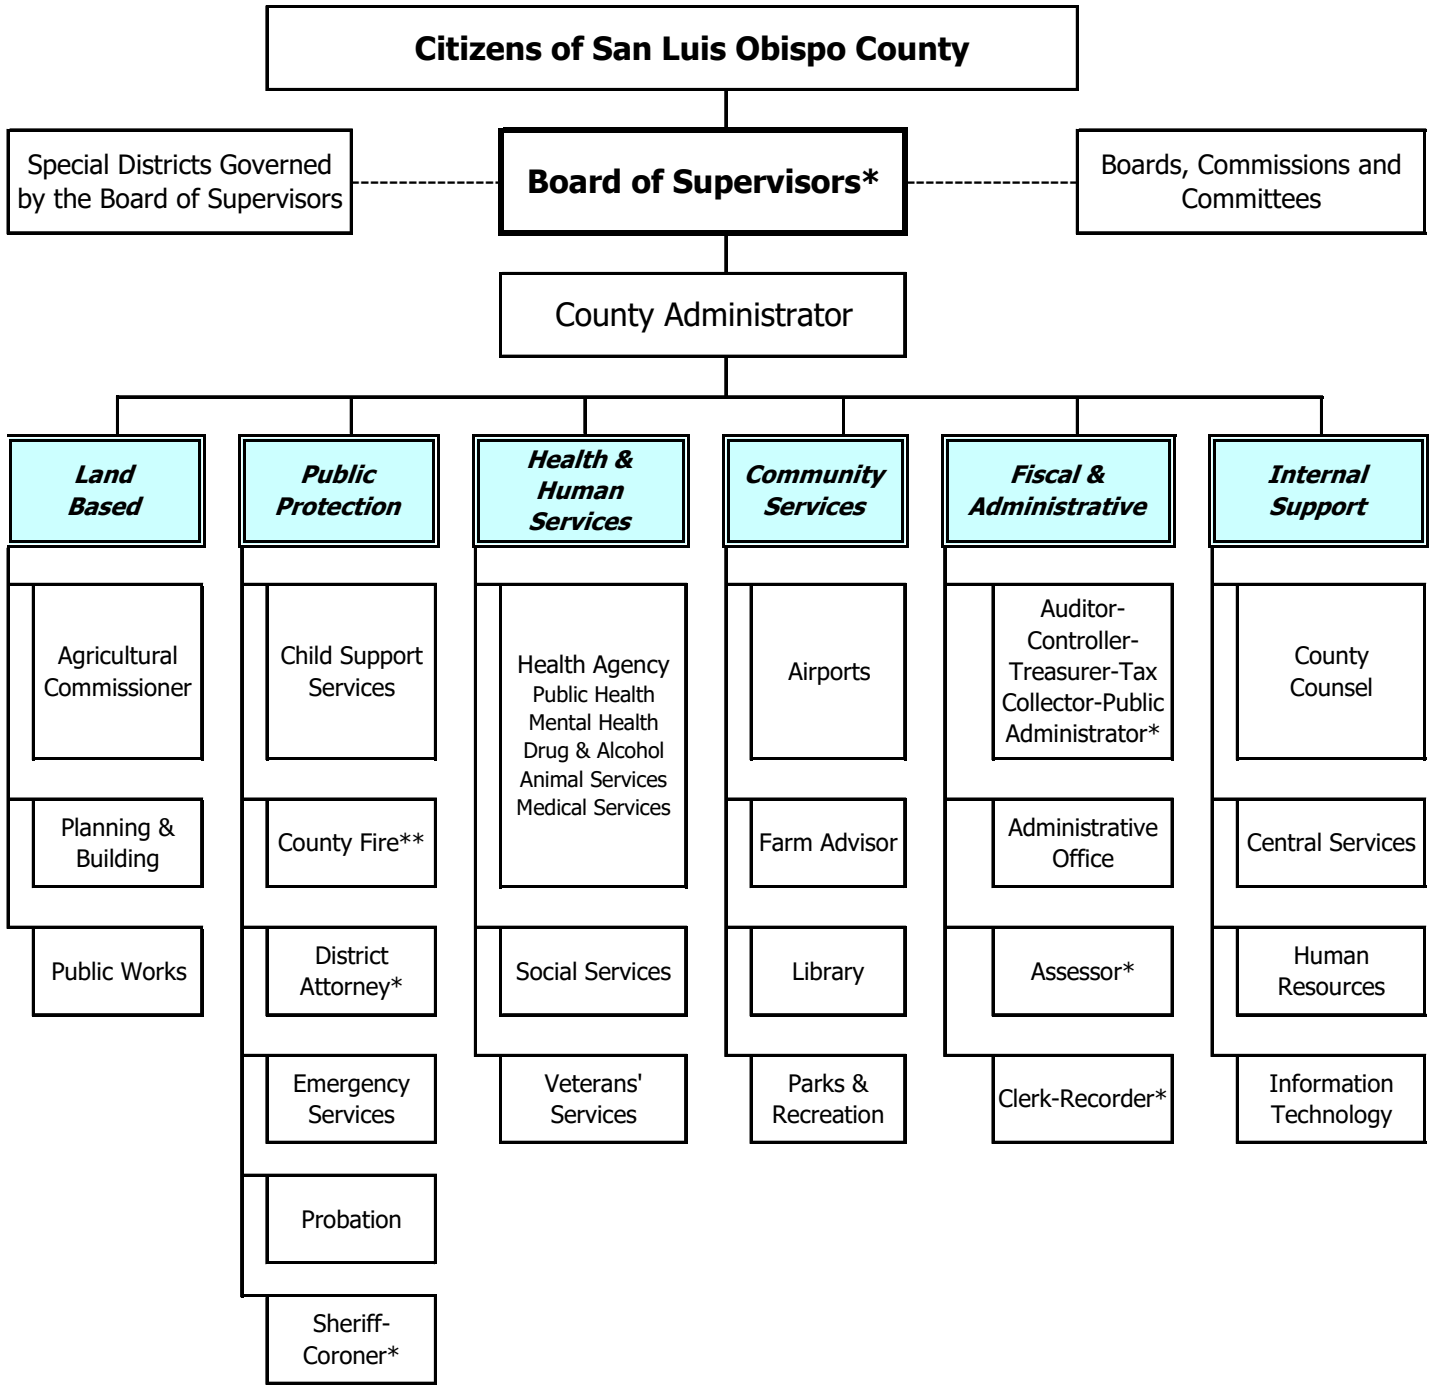 Citizens of San Luis Obispo County
Special Districts Governed
by the Board of Supervisors
Board of Supervisors*
Boards, Commissions and
Committees
County Administrator
Land
Based
Public
Protection
Health &
Human
Services
Community
Services
Fiscal &
Administrative
Internal
Support
Agricultural
Commissioner
Planning &
Building
Public Works
Child Support
Services
County Fire**
District
Attorney*
Emergency
Services
Probation
Sheriff-
Coroner*
Health Agency
Public Health
Mental Health
Drug & Alcohol
Animal Services
Medical Services
Social Services
Veterans'
Services
Airports
Farm Advisor
Library
Parks &
Recreation
Auditor-
Controller-
Treasurer-Tax
Collector-Public
Administrator*
Administrative
Office
Assessor*
Clerk-Recorder*
County
Counsel
Central Services
Human
Resources
Information
Technology